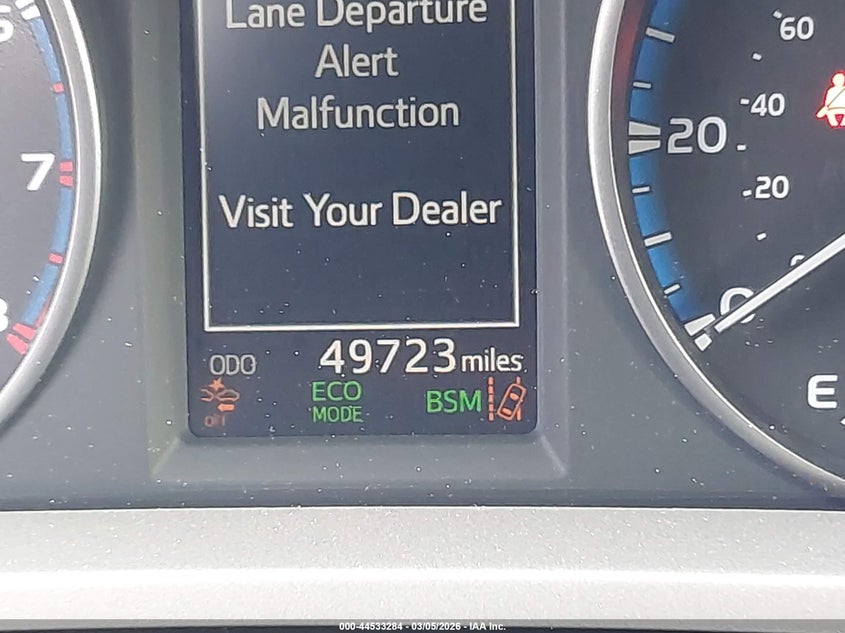 Lane Departure
Alert
Malfunction
Visit Your Dealer
ODO 49723 miles
OFF
ECO
MODE
BSM
7
60
40
20
20
0
E
000-44533284 - 03/05/2026 - IAA Inc.